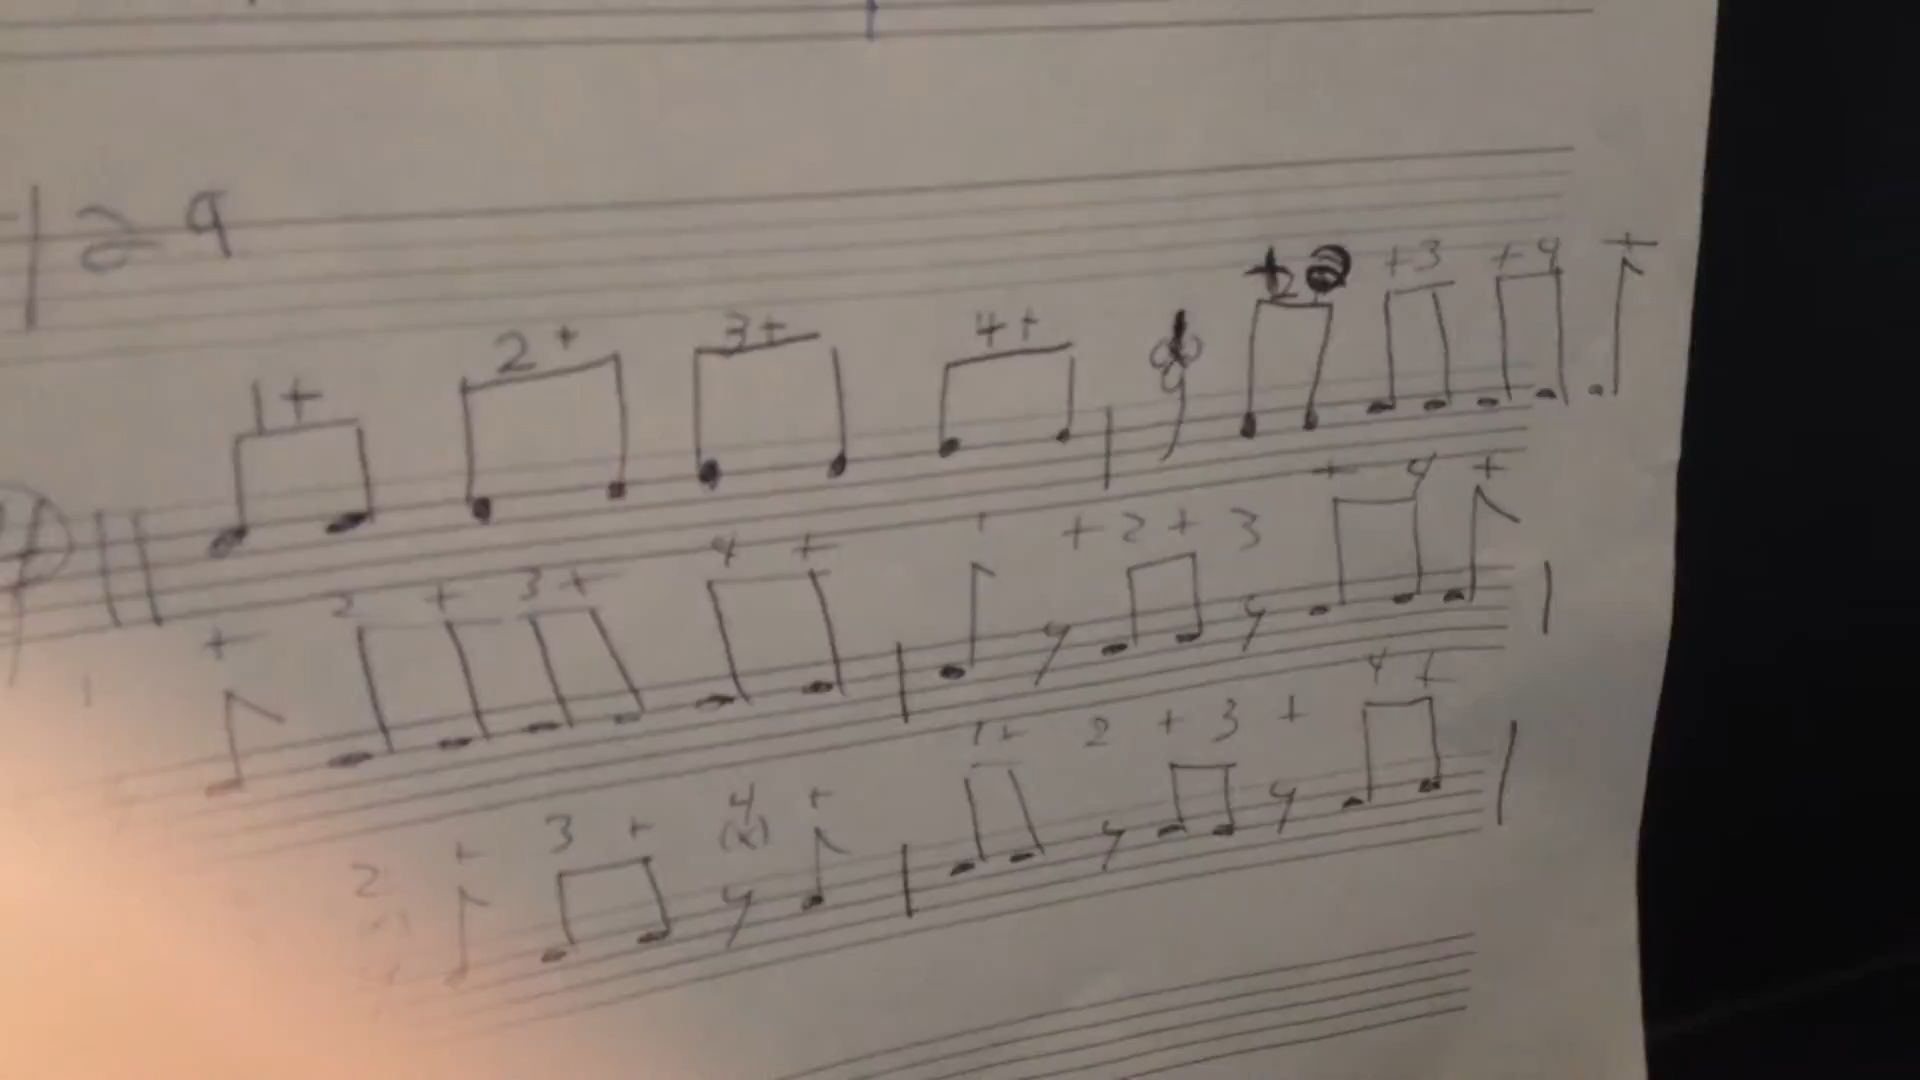 29
1 + 2 + 3 + 4 + + 2 + 3 + 4 +
1 + 2 + 3 + 4 + 1 + 2 + 3 + 4 +
2 + 3 + 4 (x) + 1 + 2 + 3 + 4 +